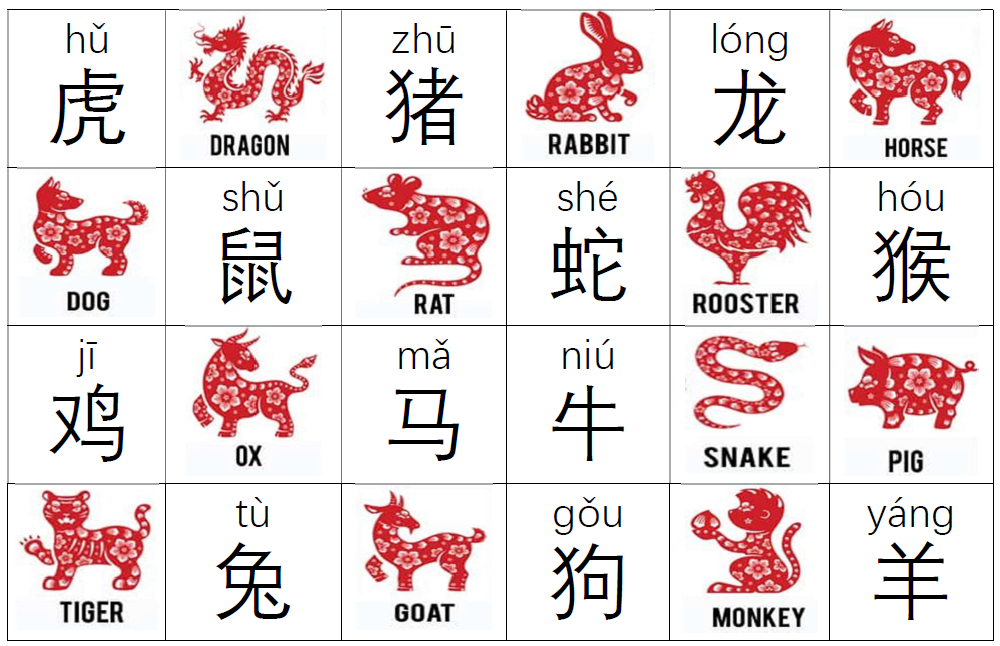 hǔ
虎
DRAGON
zhū
猪
RABBIT
lóng
龙
HORSE
DOG
shǔ
鼠
RAT
shé
蛇
ROOSTER
hóu
猴
jī
鸡
OX
mǎ
马
niú
牛
SNAKE
PIG
TIGER
tù
兔
GOAT
gǒu
狗
MONKEY
yáng
羊